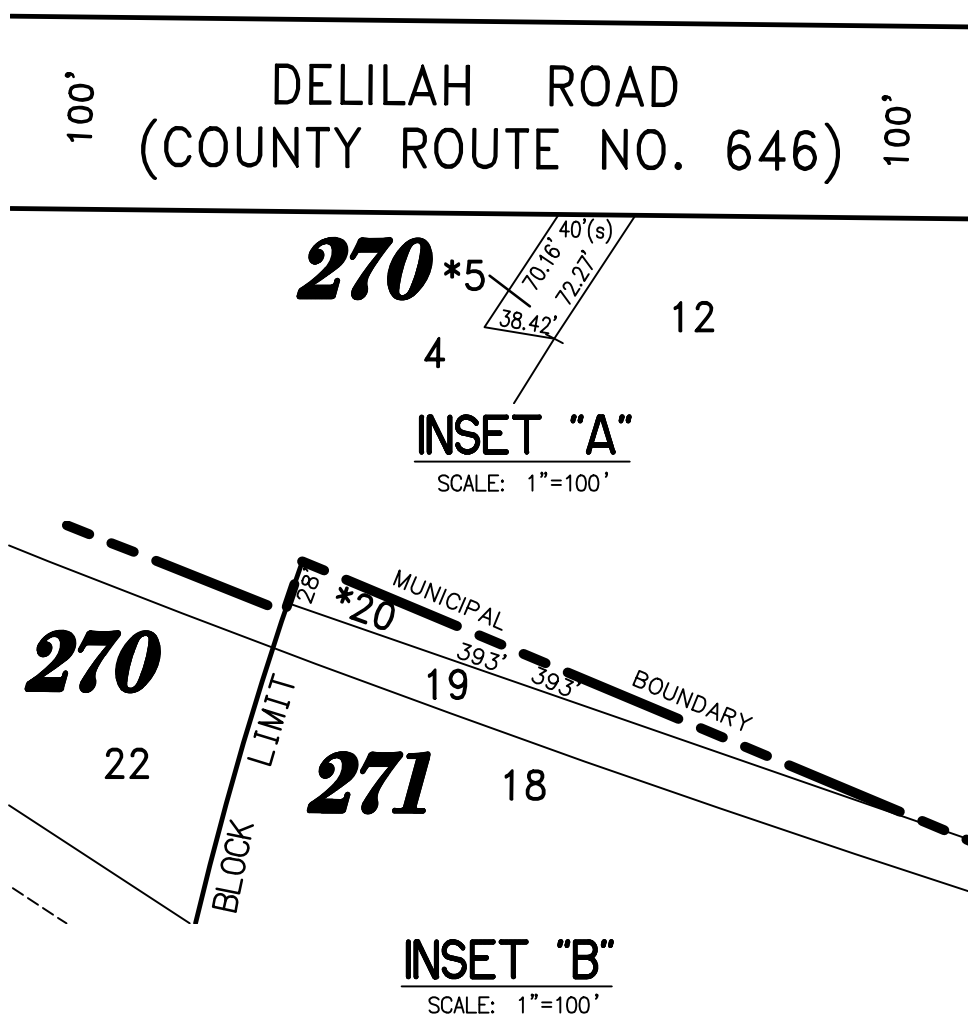 DELILAH ROAD
(COUNTY ROUTE NO. 646)
100'
100'
270
*5
70.16'
40'(s)
72.27'
38.42'
4
12
INSET "A"
SCALE: 1"=100'
28'
*20
MUNICIPAL
BOUNDARY
393'
393'
19
270
22
BLOCK LIMIT
271
18
INSET "B"
SCALE: 1"=100'